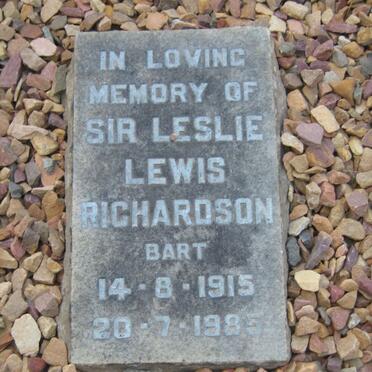 IN LOVING
MEMORY OF
SIR LESLIE
LEWIS
RICHARDSON
BART
14-8-1915
20-7-1985